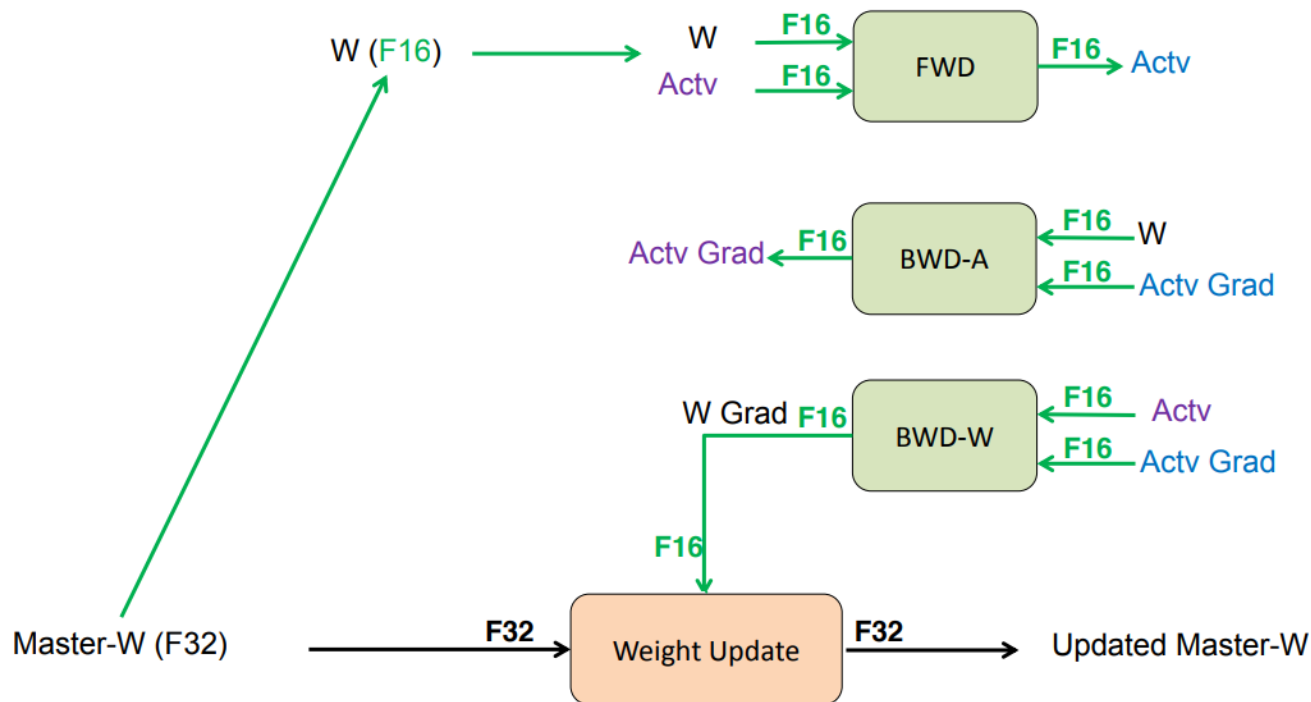 W (F16)
W
F16
Actv
F16
FWD
F16
Actv
Actv Grad
F16
BWD-A
F16
W
F16
Actv Grad
W Grad
F16
BWD-W
F16
Actv
F16
Actv Grad
F16
Master-W (F32)
F32
Weight Update
F32
Updated Master-W